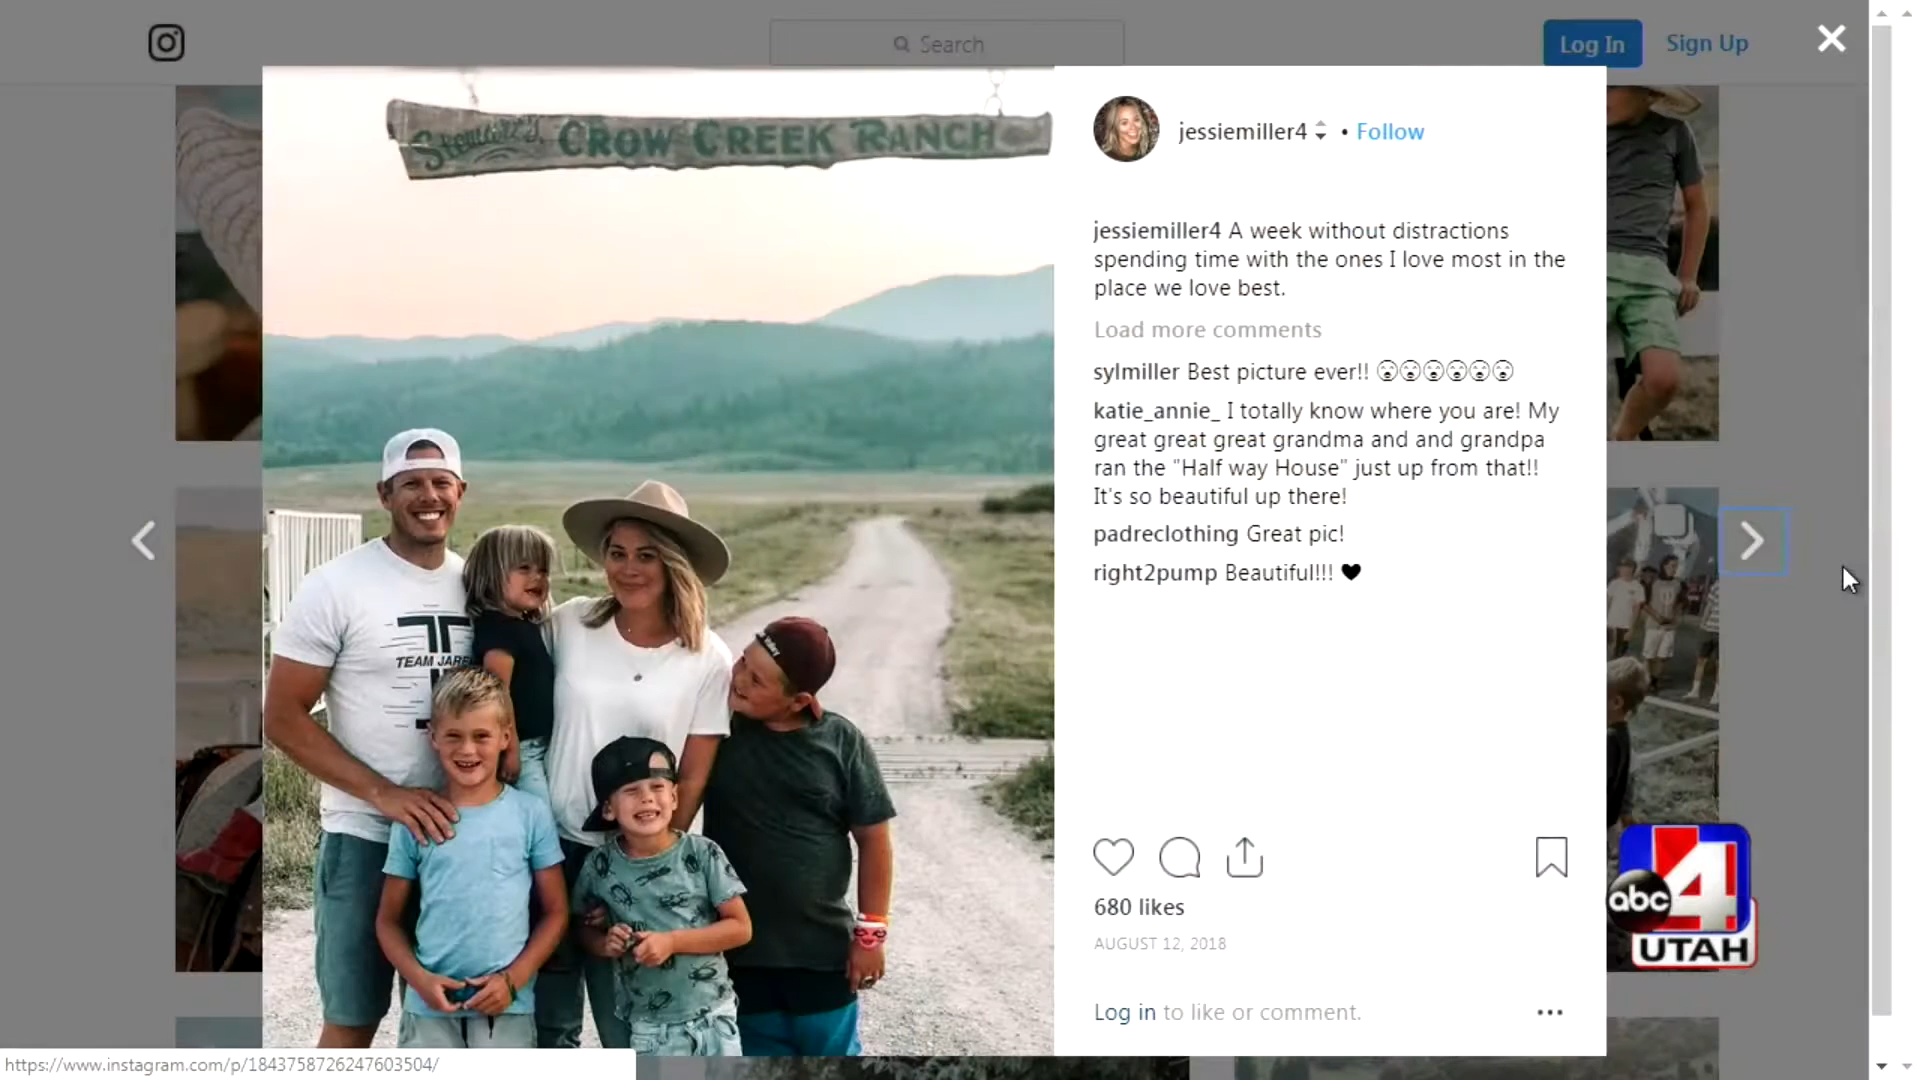 Search
Log In
Sign Up
Stewart's CROW CREEK RANCH
jessiemiller4 • Follow
jessiemiller4 A week without distractions
spending time with the ones I love most in the
place we love best.
Load more comments
sylmiller Best picture ever!! 😮😮😮😮😮😮
katie_annie_ I totally know where you are! My
great great great grandma and and grandpa
ran the "Half way House" just up from that!!
It's so beautiful up there!
padreclothing Great pic!
right2pump Beautiful!!! 🖤
TEAM
680 likes
AUGUST 12, 2018
Log in to like or comment.
abc 4
UTAH
https://www.instagram.com/p/1843758726247603504/